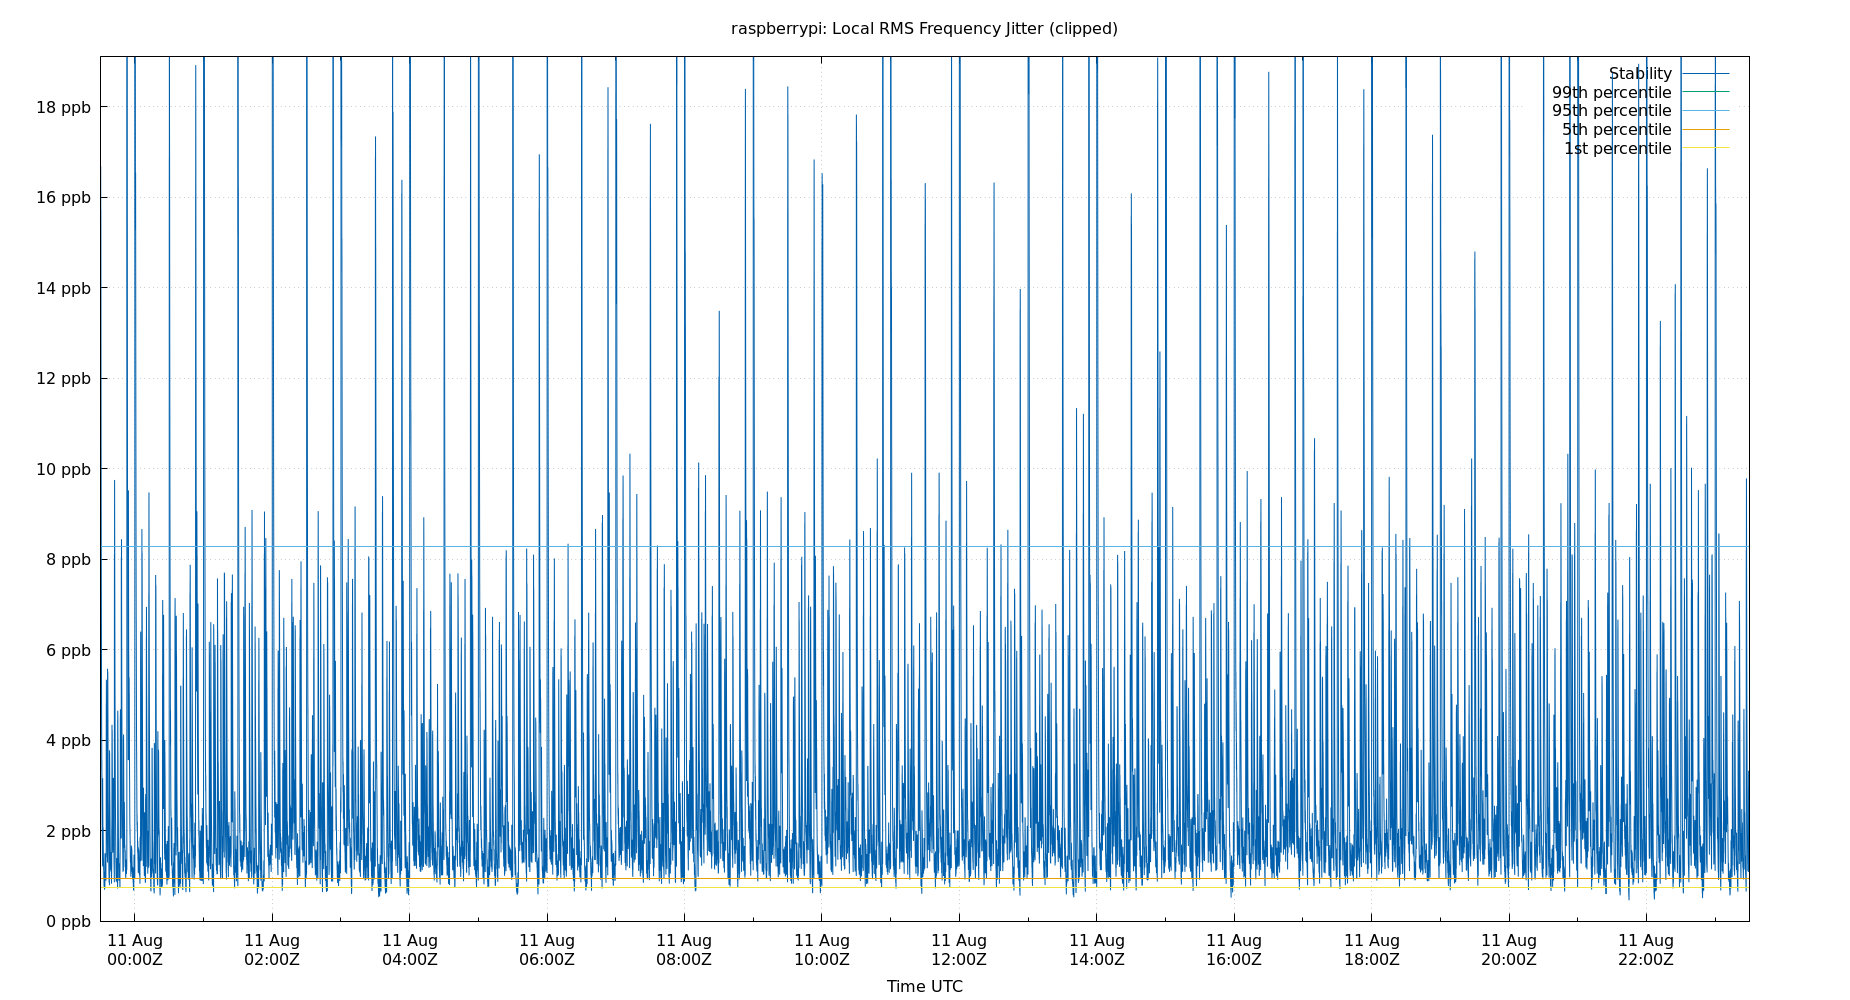 raspberrypi: Local RMS Frequency Jitter (clipped)
Stability
99th percentile
95th percentile
5th percentile
1st percentile
18 ppb
16 ppb
14 ppb
12 ppb
10 ppb
8 ppb
6 ppb
4 ppb
2 ppb
0 ppb
11 Aug 11 Aug 11 Aug 11 Aug 11 Aug 11 Aug 11 Aug 11 Aug 11 Aug 11 Aug 11 Aug 11 Aug
00:00Z 02:00Z 04:00Z 06:00Z 08:00Z 10:00Z 12:00Z 14:00Z 16:00Z 18:00Z 20:00Z 22:00Z
Time UTC